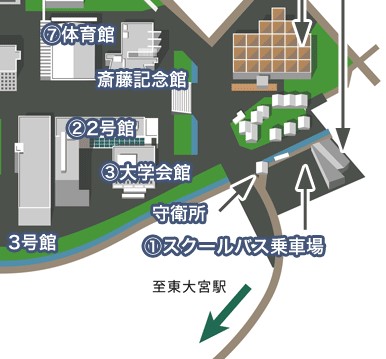 ⑦体育館
斎藤記念館
②2号館
③大学会館
守衛所
3号館
①スクールバス乗車場
至東大宮駅